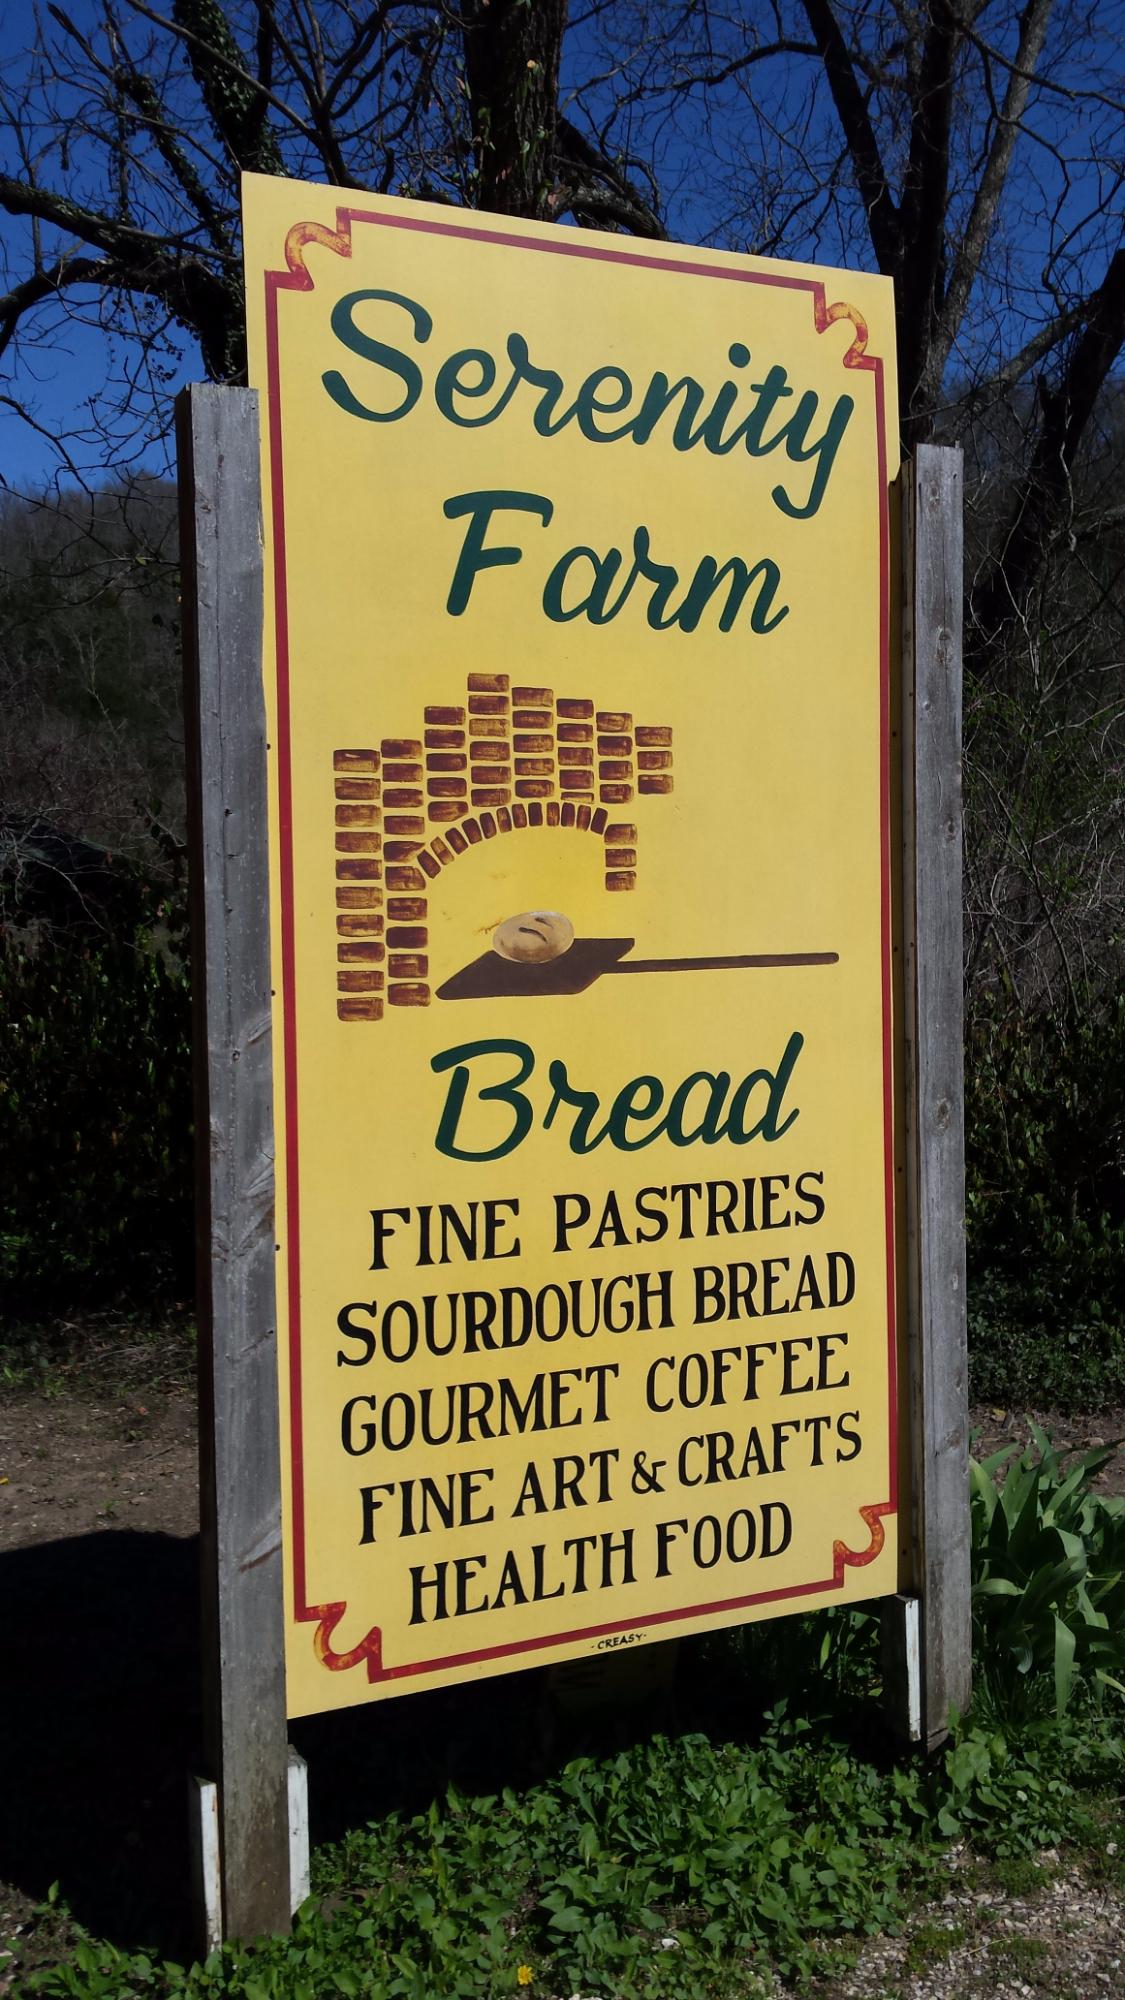 Serenity
Farm
Bread
FINE PASTRIES
SOURDOUGH BREAD
GOURMET COFFEE
FINE ART & CRAFTS
HEALTH FOOD
-CREASY-